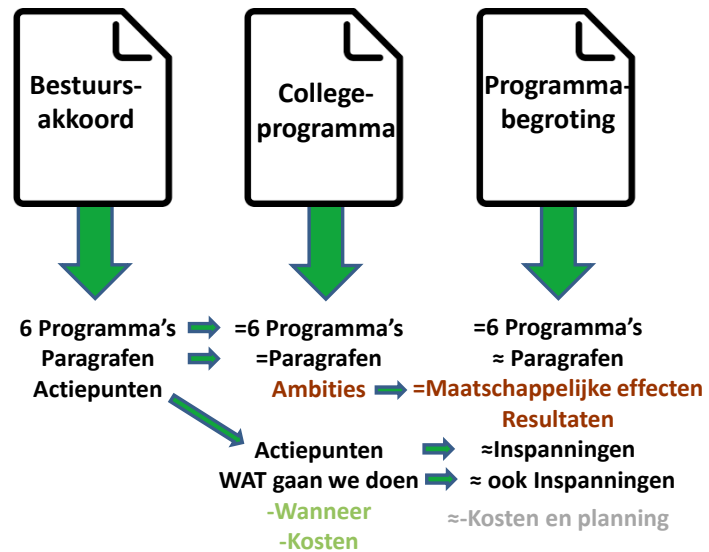 Bestuurs-
akkoord
College-
programma
Programma-
begroting
6 Programma's
=6 Programma's
=6 Programma's
Paragrafen
=Paragrafen
≈ Paragrafen
Actiepunten
Ambities
=Maatschappelijke effecten
Resultaten
Actiepunten
≈Inspanningen
WAT gaan we doen
≈ ook Inspanningen
-Wanneer
-Kosten
≈-Kosten en planning